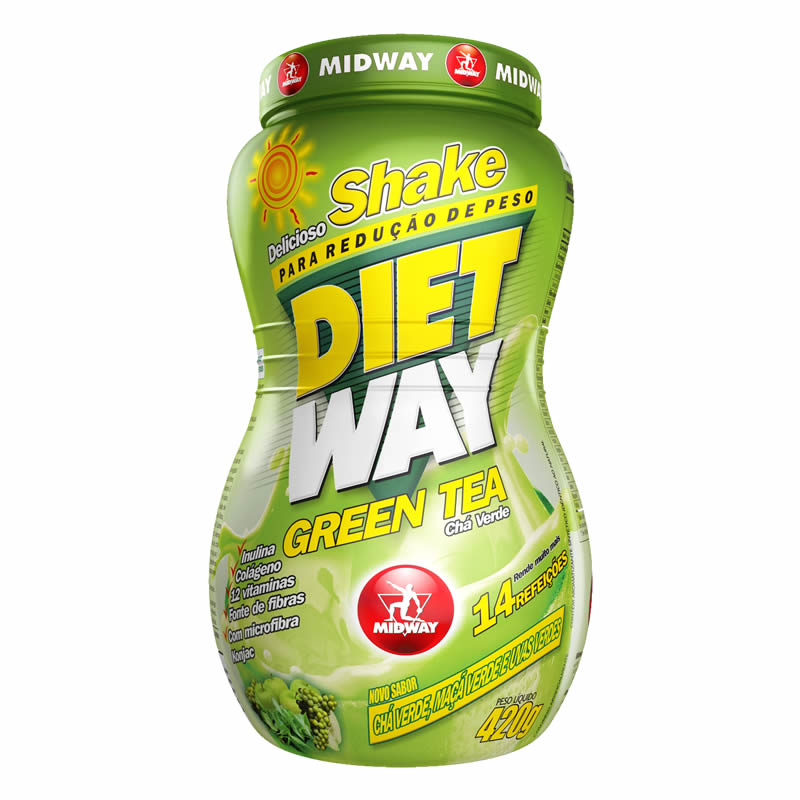 MIDWAY
MIDWAY
Delicioso Shake
PARA REDUÇÃO DE PESO
DIET
WAY
GREEN TEA
Chá Verde
Inulina
Colágeno
12 vitaminas
Fonte de fibras
Com microfibra
Konjac
MIDWAY
Rende muito mais
14 REFEIÇÕES
NOVO SABOR
CHÁ VERDE, MAÇÃ VERDE E UVAS VERDES
PESO LÍQUIDO
420g